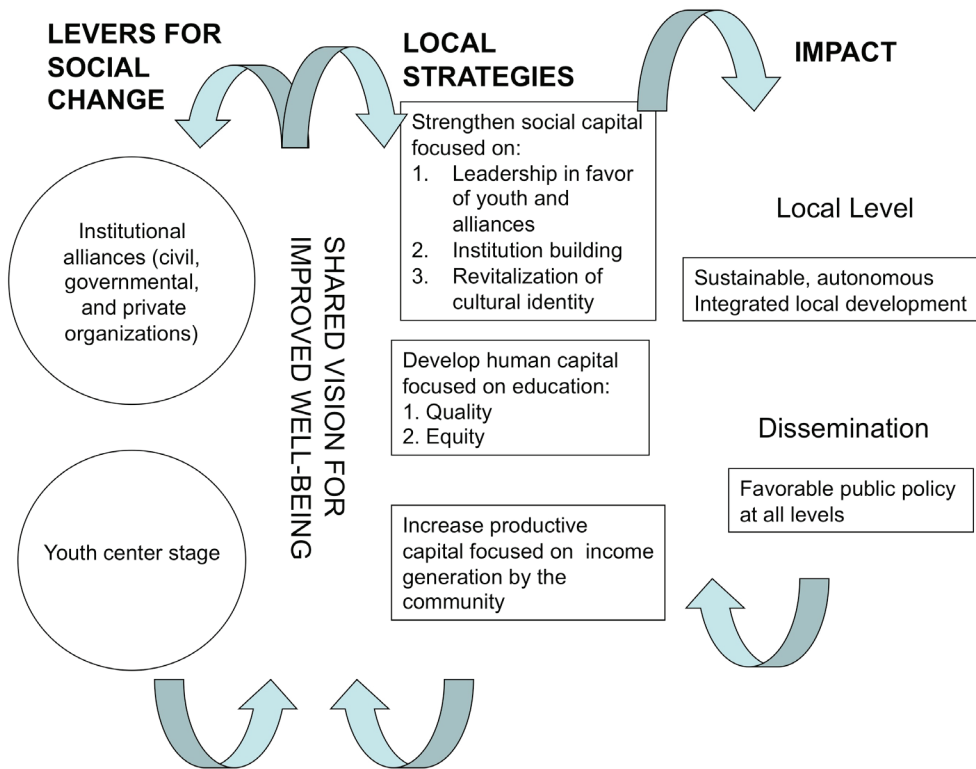 LEVERS FOR
SOCIAL
CHANGE
Institutional
alliances (civil,
governmental,
and private
organizations)
Youth center stage
SHARED VISION FOR
IMPROVED WELL-BEING
LOCAL
STRATEGIES
Strengthen social capital
focused on:
1. Leadership in favor
of youth and
alliances
2. Institution building
3. Revitalization of
cultural identity
Develop human capital
focused on education:
1. Quality
2. Equity
Increase productive
capital focused on income
generation by the
community
IMPACT
Local Level
Sustainable, autonomous
Integrated local development
Dissemination
Favorable public policy
at all levels